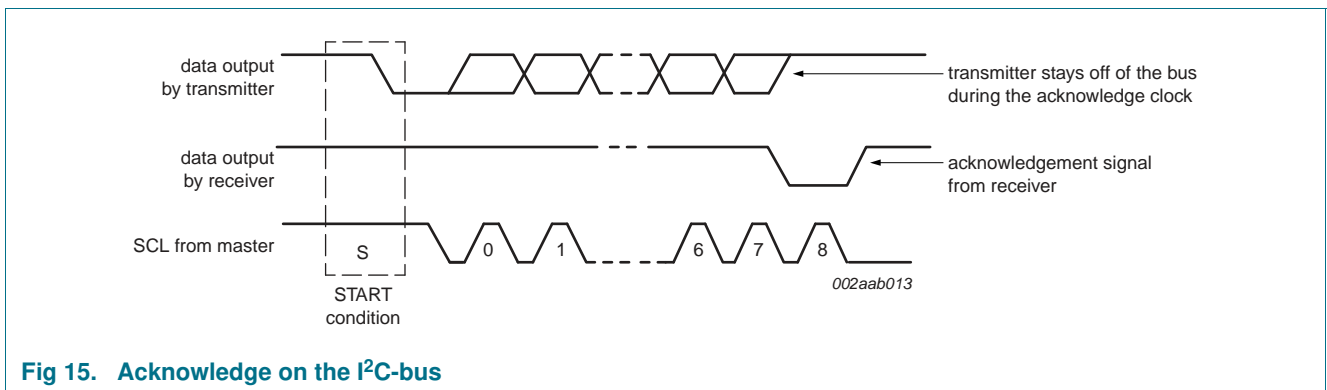 data output
by transmitter
transmitter stays off of the bus
during the acknowledge clock
data output
by receiver
acknowledgement signal
from receiver
SCL from master
S
0
1
6
7
8
002aab013
START
condition
Fig 15. Acknowledge on the I²C-bus